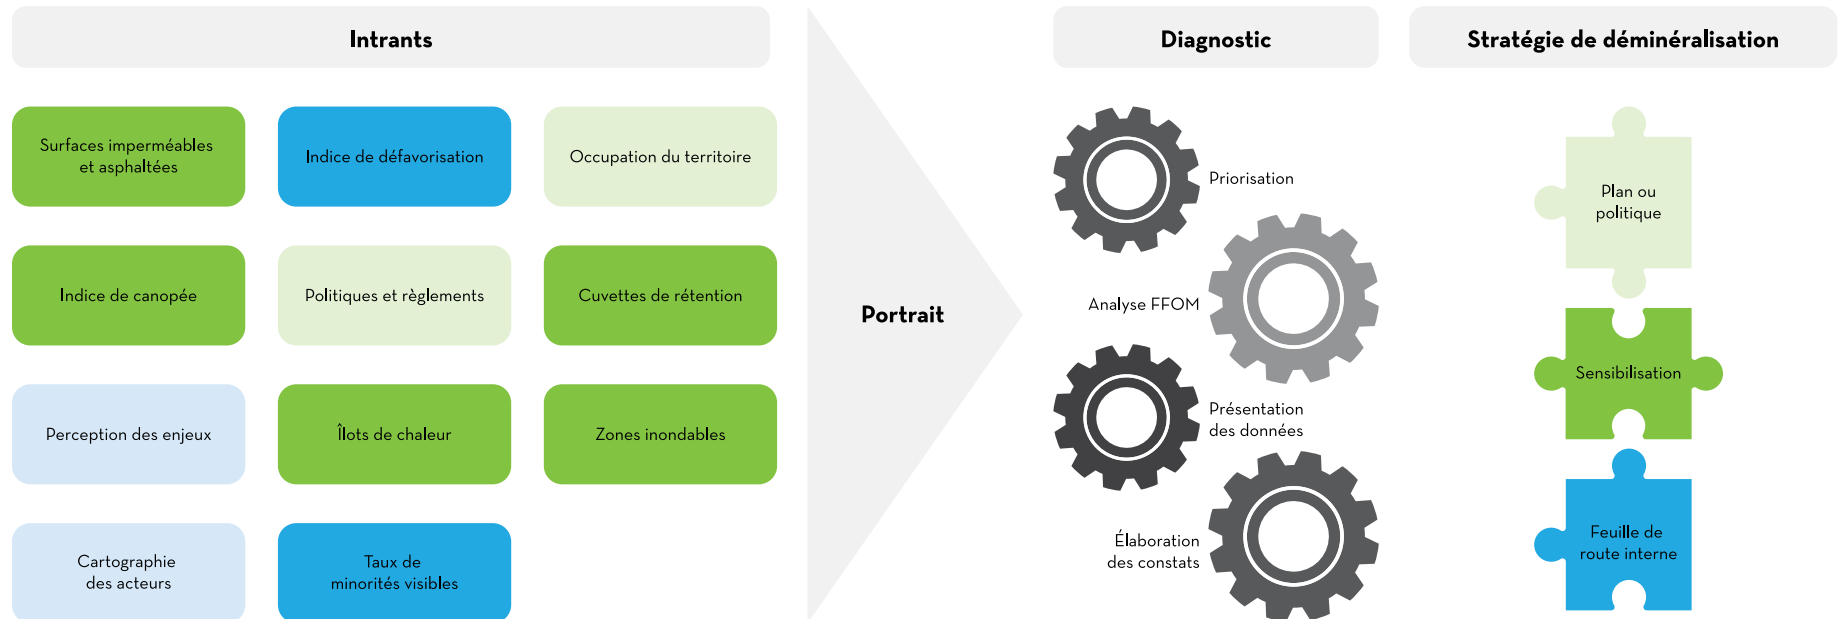 Intrants
Surfaces imperméables
et asphaltées
Indice de défavorisation
Occupation du territoire
Indice de canopée
Politiques et règlements
Cuvettes de rétention
Perception des enjeux
Îlots de chaleur
Zones inondables
Cartographie
des acteurs
Taux de
minorités visibles
Portrait
Diagnostic
Priorisation
Analyse FFOM
Présentation
des données
Élaboration
des constats
Stratégie de déminéralisation
Plan ou
politique
Sensibilisation
Feuille de
route interne